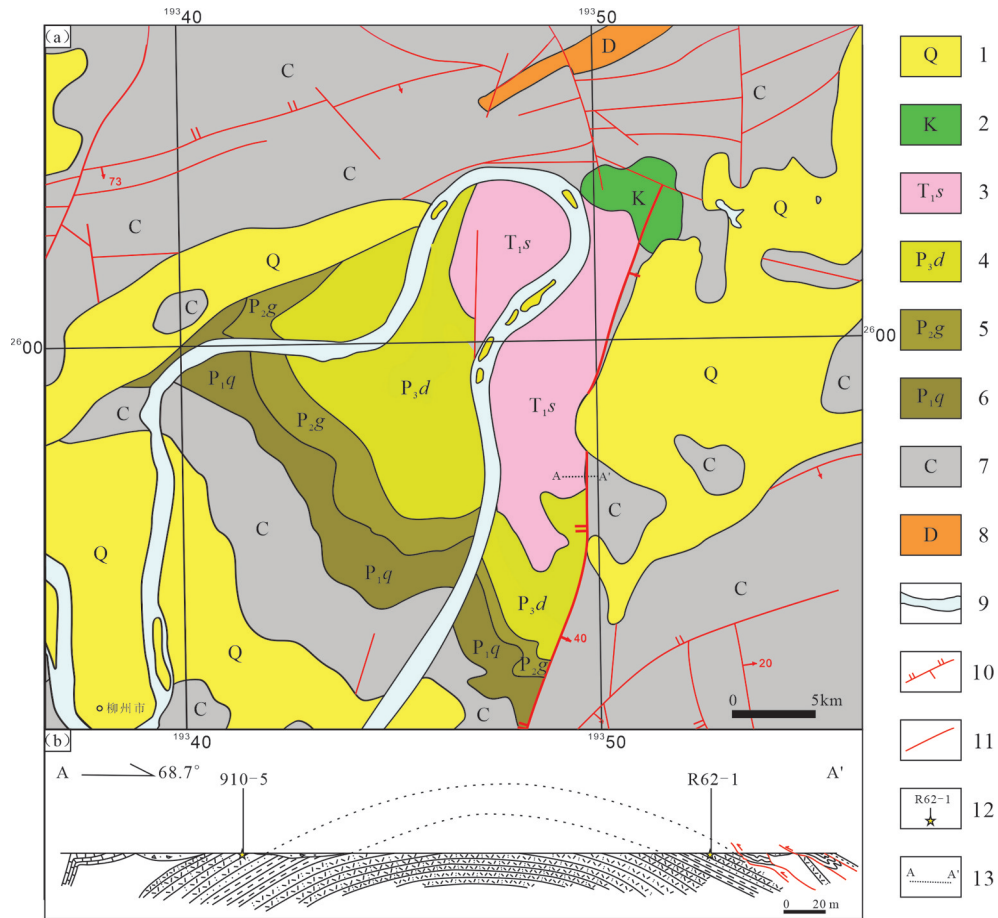 19340
19350
(a)
D
C
C
C
73
C
K
Q
T₁s
Q
C
P₂g
2600
2600
P₁q
P₃d
Q
C
C
T₁s
P₂g
C
A
A'
C
C
Q
P₁q
P₃d
C
40
P₁q
P₂g
20
Q
0 5km
柳州市
C
C
(b)
19340
19350
A
68.7°
910-5
R62-1
A'
0 20 m
Q 1
K 2
T₁s 3
P₃d 4
P₂g 5
P₁q 6
C 7
D 8
9
10
11
R62-1 12
A A' 13